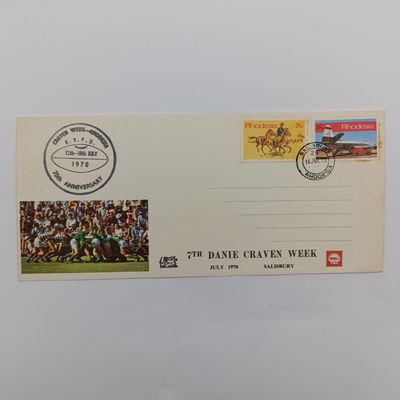 CRAVEN WEEK-RHODESIA
R.R.F.U.
12th-18th JULY
1970
75th ANNIVERSARY
Rhodesia
Rhodesia
SALISBURY
RHODESIA
7TH DANIE CRAVEN WEEK
JULY 1970 SALISBURY